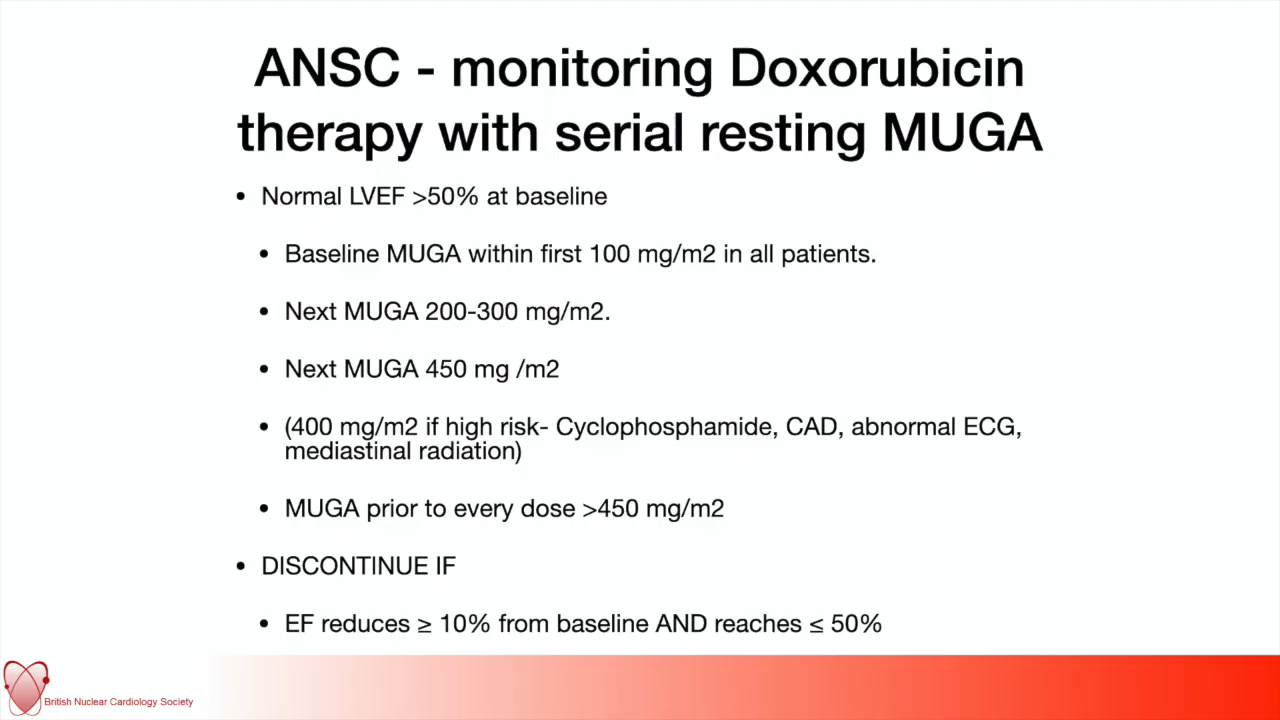 ANSC - monitoring Doxorubicin
therapy with serial resting MUGA
• Normal LVEF >50% at baseline
• Baseline MUGA within first 100 mg/m2 in all patients.
• Next MUGA 200-300 mg/m2.
• Next MUGA 450 mg /m2
• (400 mg/m2 if high risk- Cyclophosphamide, CAD, abnormal ECG,
mediastinal radiation)
• MUGA prior to every dose >450 mg/m2
• DISCONTINUE IF
• EF reduces ≥ 10% from baseline AND reaches ≤ 50%
British Nuclear Cardiology Society